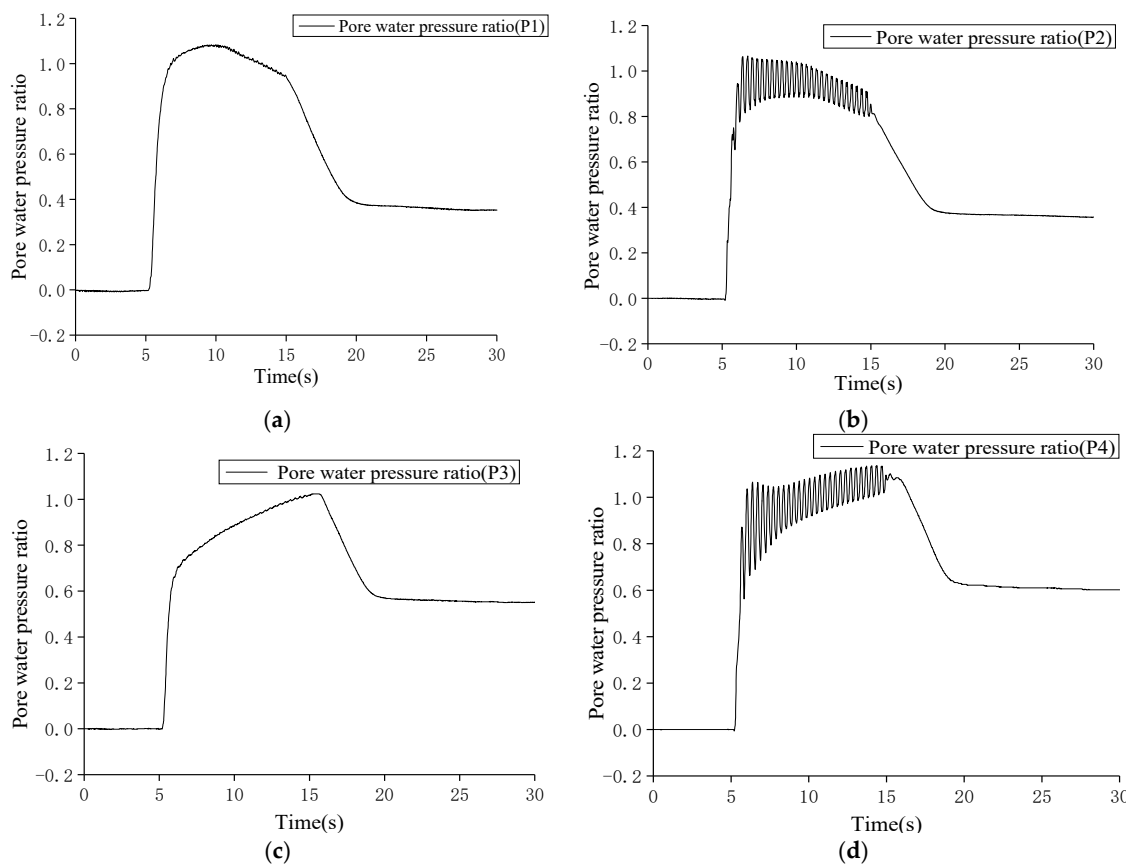 Pore water pressure ratio(P1)
Pore water pressure ratio
1.2
1.0
0.8
0.6
0.4
0.2
0.0
-0.2
0 5 10 15 20 25 30
Time(s)
(a)
Pore water pressure ratio(P2)
Pore water pressure ratio
1.2
1.0
0.8
0.6
0.4
0.2
0.0
-0.2
0 5 10 15 20 25 30
Time(s)
(b)
Pore water pressure ratio(P3)
Pore water pressure ratio
1.2
1.0
0.8
0.6
0.4
0.2
0.0
-0.2
0 5 10 15 20 25 30
Time(s)
(c)
Pore water pressure ratio(P4)
Pore water pressure ratio
1.2
1.0
0.8
0.6
0.4
0.2
0.0
-0.2
0 5 10 15 20 25 30
Time(s)
(d)